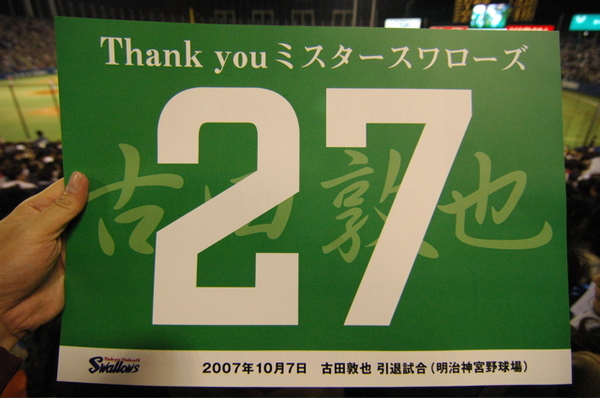 Thank youミスタースワローズ
27
古田敦也
Tokyo Yakult
Swallows
2007年10月7日 古田敦也 引退試合(明治神宮野球場)